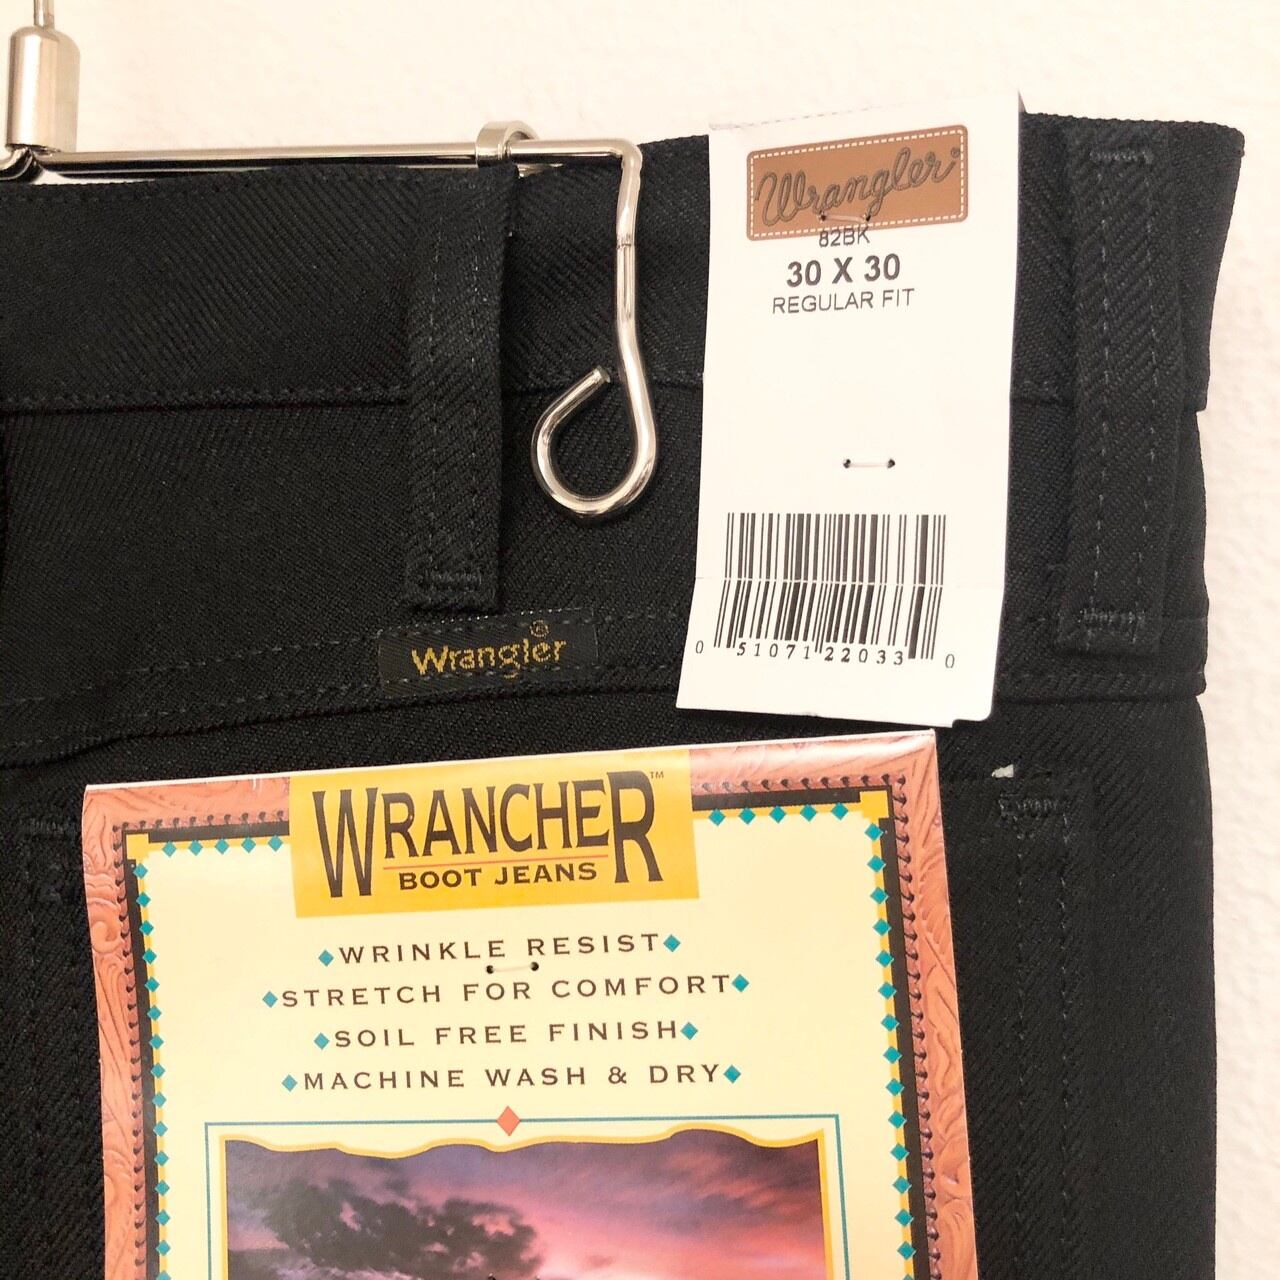 Wrangler®
82BK
30 X 30
REGULAR FIT
0 51071 22033 0
Wrangler®
WRANCHER™
BOOT JEANS
WRINKLE RESIST
STRETCH FOR COMFORT
SOIL FREE FINISH
MACHINE WASH & DRY